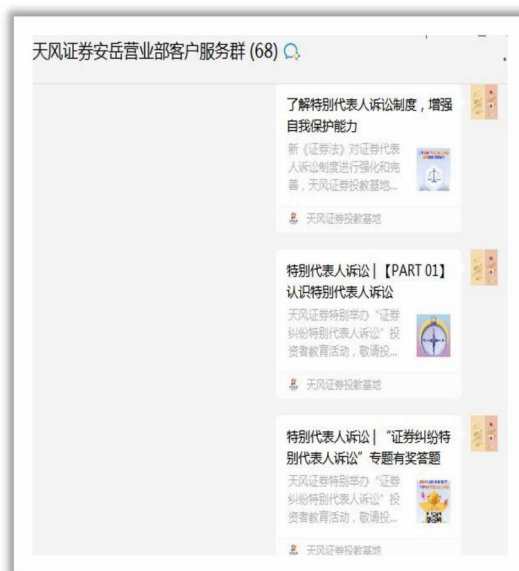 天风证券安岳营业部客户服务群 (68)
了解特别代表人诉讼制度，增强
自我保护能力
新《证券法》对证券代表
人诉讼制度进行强化和完
善，天风证券投教基地...
天风证券投教基地
特别代表人诉讼|【PART 01】
认识特别代表人诉讼
天风证券特别举办“证券
纠纷特别代表人诉讼”投
资者教育活动，敬请投...
天风证券投教基地
特别代表人诉讼| “证券纠纷特
别代表人诉讼”专题有奖答题
天风证券特别举办“证券
纠纷特别代表人诉讼”投
资者教育活动，敬请投...
天风证券投教基地